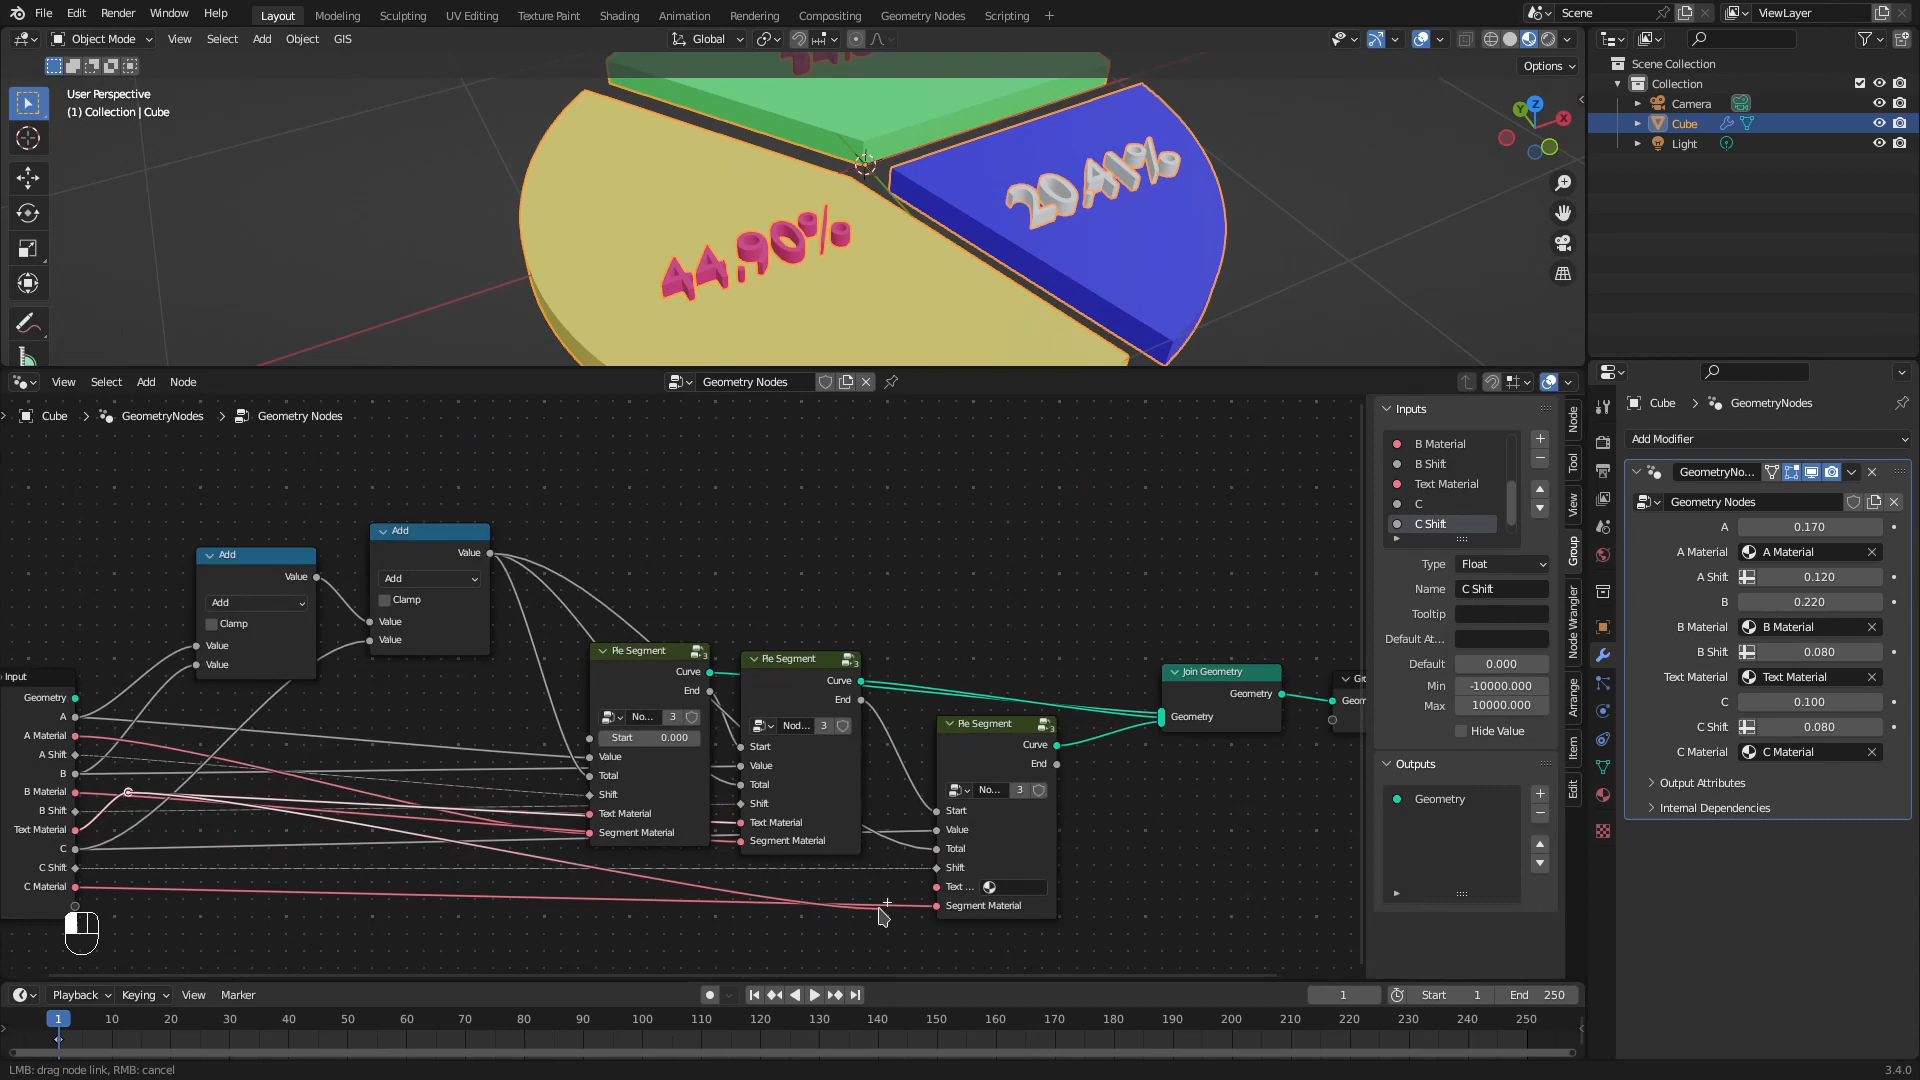 File Edit Render Window Help Layout Modeling Sculpting UV Editing Texture Paint Shading Animation Rendering Compositing Geometry Nodes Scripting + Scene ViewLayer
Object Mode View Select Add Object GIS Global
Options
User Perspective
(1) Collection | Cube
Z
Y
X
44.90%
20.41%
Scene Collection
Collection
Camera
Cube
Light
View Select Add Node Geometry Nodes
Cube GeometryNodes Geometry Nodes
Add
Value
Add
Clamp
Value
Value
Add
Value
Add
Clamp
Value
Value
Input
Geometry
A
A Material
A Shift
B
B Material
B Shift
Text Material
C
C Shift
C Material
Pie Segment
Curve
End
No... 3
Start 0.000
Value
Total
Shift
Text Material
Segment Material
Pie Segment
Curve
End
Nod... 3
Start
Value
Total
Shift
Text Material
Segment Material
Pie Segment
Curve
End
No... 3
Start
Value
Total
Shift
Text ...
Segment Material
Join Geometry
Geometry
Geometry
Geom
Inputs
B Material
B Shift
Text Material
C
C Shift
Type Float
Name C Shift
Tooltip
Default At...
Default 0.000
Min -10000.000
Max 10000.000
Hide Value
Outputs
Geometry
Node
Tool
View
Group
Node Wrangler
Arrange
Item
Edit
Cube GeometryNodes
Add Modifier
GeometryNo...
Geometry Nodes
A 0.170
A Material A Material
A Shift 0.120
B 0.220
B Material B Material
B Shift 0.080
Text Material Text Material
C 0.100
C Shift 0.080
C Material C Material
Output Attributes
Internal Dependencies
Playback Keying View Marker 1 Start 1 End 250
1 10 20 30 40 50 60 70 80 90 100 110 120 130 140 150 160 170 180 190 200 210 220 230 240 250
LMB: drag node link, RMB: cancel 3.4.0